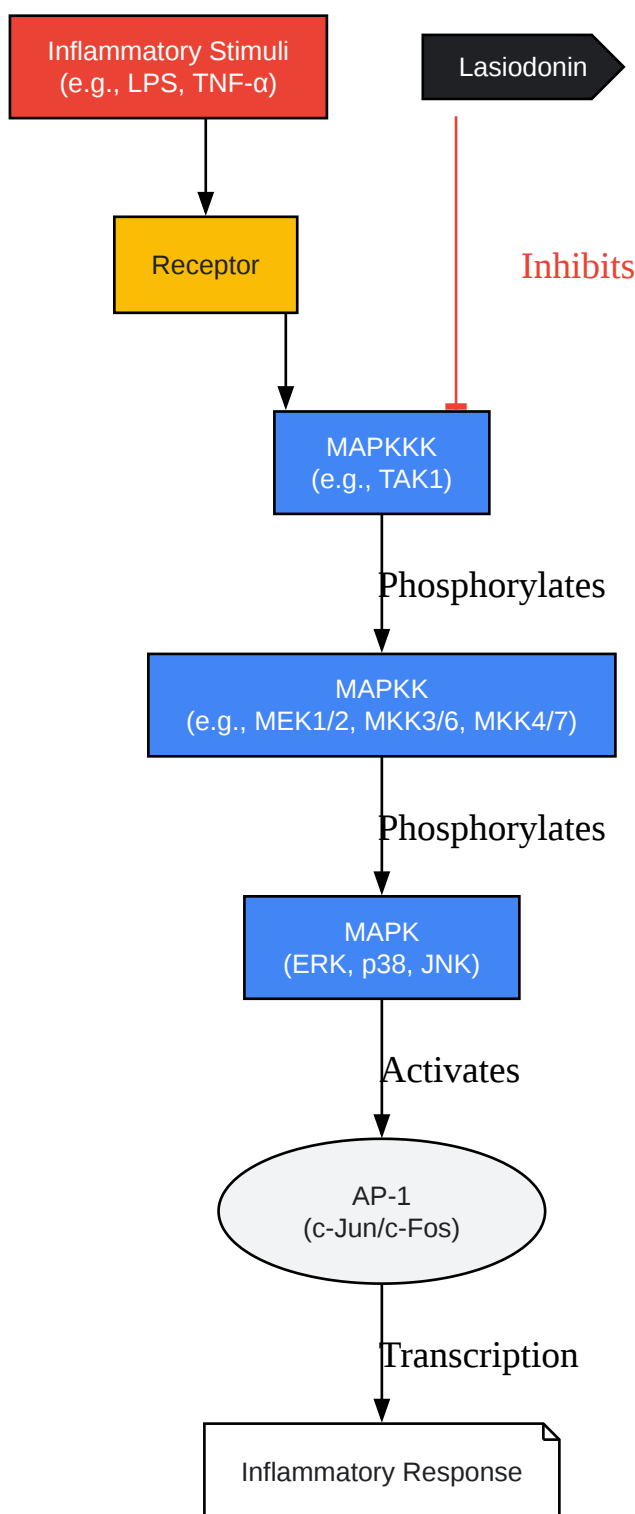 Inflammatory Stimuli
(e.g., LPS, TNF-α)
Lasiodonin
Receptor
Inhibits
MAPKKK
(e.g., TAK1)
Phosphorylates
MAPKK
(e.g., MEK1/2, MKK3/6, MKK4/7)
Phosphorylates
MAPK
(ERK, p38, JNK)
Activates
AP-1
(c-Jun/c-Fos)
Transcription
Inflammatory Response